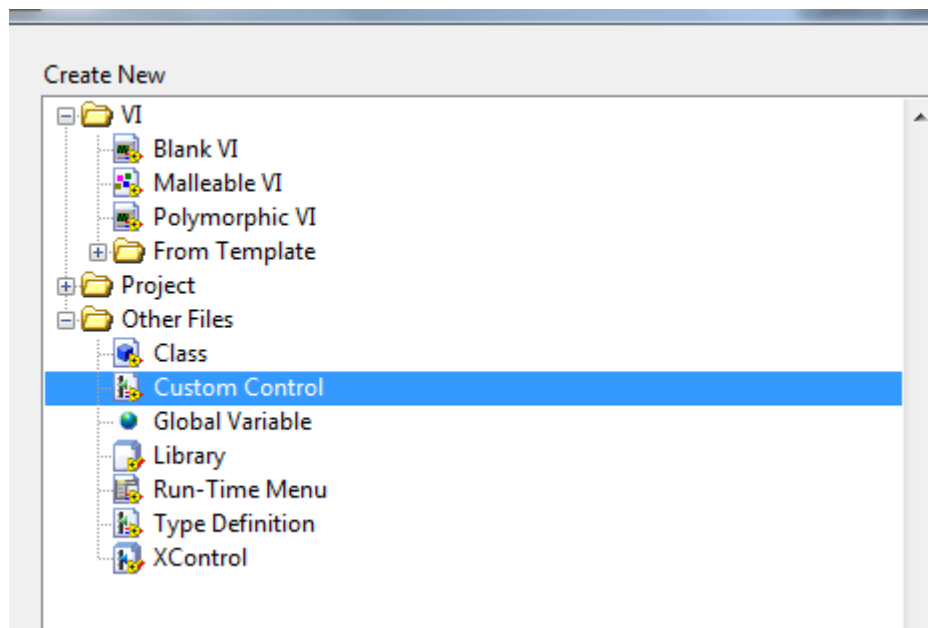 Create New
VI
Blank VI
Malleable VI
Polymorphic VI
From Template
Project
Other Files
Class
Custom Control
Global Variable
Library
Run-Time Menu
Type Definition
XControl